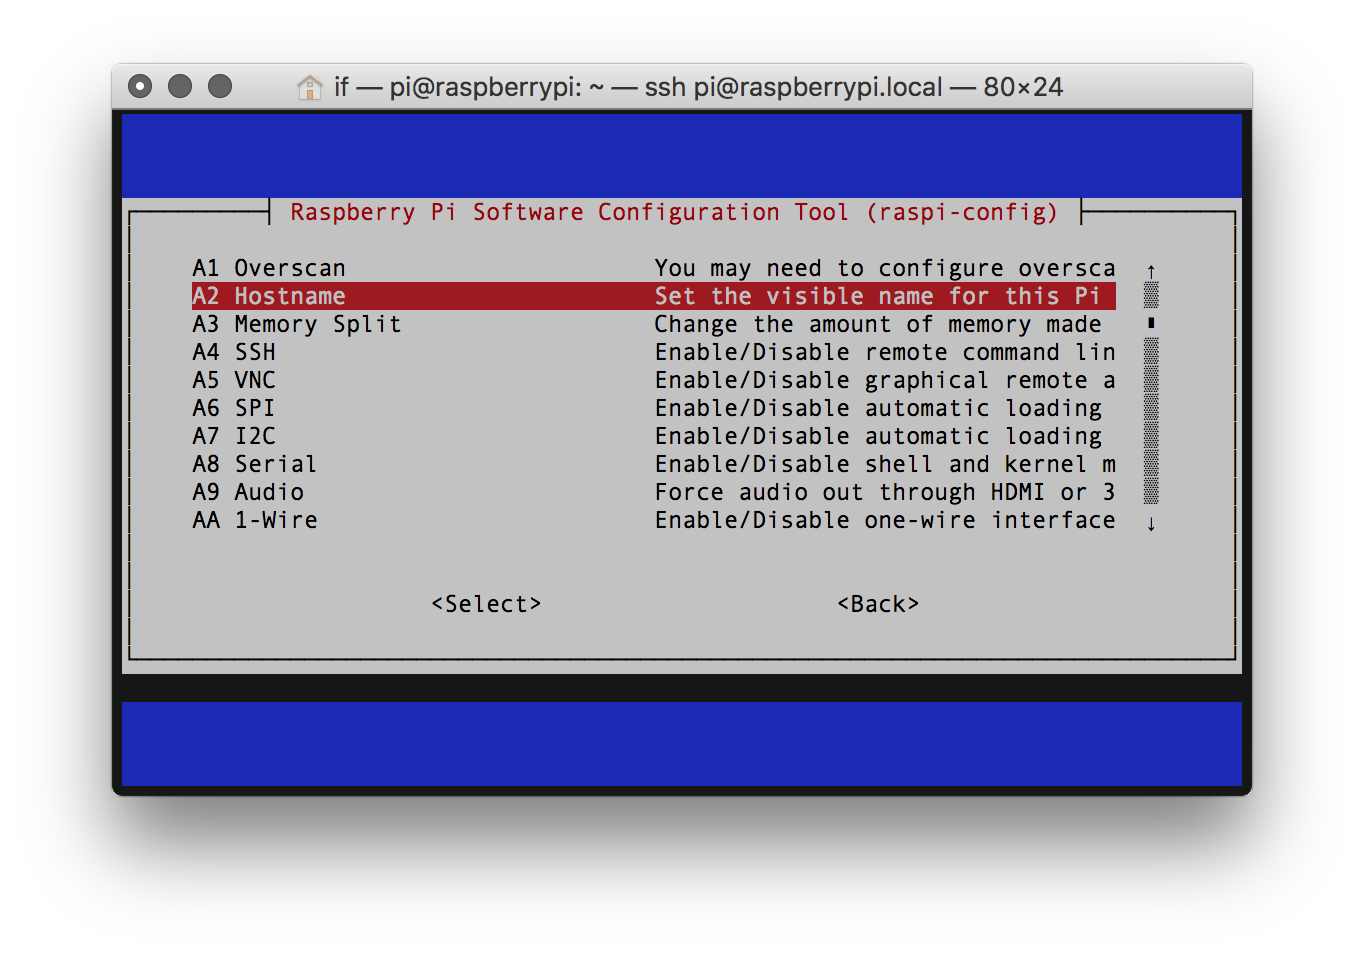 if — pi@raspberrypi: ~ — ssh pi@raspberrypi.local — 80×24
Raspberry Pi Software Configuration Tool (raspi-config)
A1 Overscan You may need to configure oversca ↑
A2 Hostname Set the visible name for this Pi
A3 Memory Split Change the amount of memory made
A4 SSH Enable/Disable remote command lin
A5 VNC Enable/Disable graphical remote a
A6 SPI Enable/Disable automatic loading
A7 I2C Enable/Disable automatic loading
A8 Serial Enable/Disable shell and kernel m
A9 Audio Force audio out through HDMI or 3
AA 1-Wire Enable/Disable one-wire interface ↓
<Select> <Back>